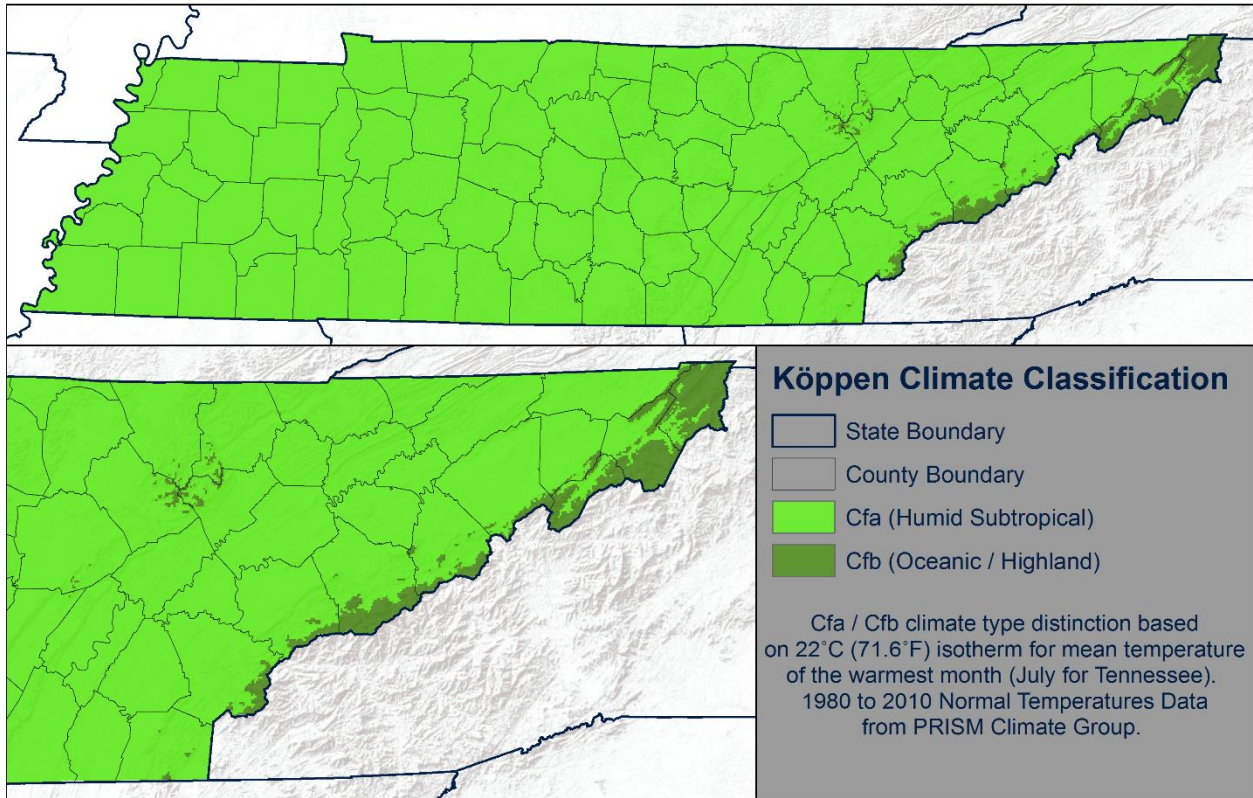 Köppen Climate Classification
State Boundary
County Boundary
Cfa (Humid Subtropical)
Cfb (Oceanic / Highland)
Cfa / Cfb climate type distinction based
on 22˚C (71.6˚F) isotherm for mean temperature
of the warmest month (July for Tennessee).
1980 to 2010 Normal Temperatures Data
from PRISM Climate Group.